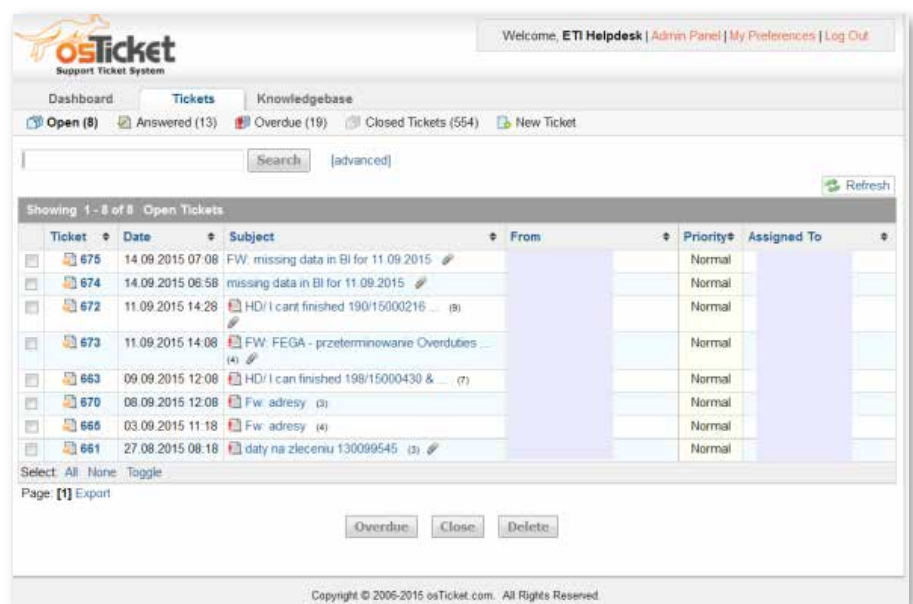 osTicket
Support Ticket System
Welcome, ETI Helpdesk | Admin Panel | My Preferences | Log Out
Dashboard Tickets Knowledgebase
Open (8) Answered (13) Overdue (19) Closed Tickets (554) New Ticket
Search [advanced]
Refresh
Showing 1 - 8 of 8 Open Tickets
Ticket Date Subject From Priority Assigned To
675 14.09.2015 07:08 FW: missing data in BI for 11.09.2015 Normal
674 14.09.2015 06:58 missing data in BI for 11.09.2015 Normal
672 11.09.2015 14:28 HD/ I cant finished 190/15000216 ... (9) Normal
673 11.09.2015 14:08 FW: FEGA - przeterminowanie Overduties ... Normal
(4)
663 09.09.2015 12:08 HD/ I can finished 198/15000430 & ... (7) Normal
670 08.09.2015 12:08 Fw: adresy (3) Normal
666 03.09.2015 11:18 Fw: adresy (4) Normal
661 27.08.2015 08:18 daty na zleceniu 130099545 (3) Normal
Select: All None Toggle
Page: [1] Export
Overdue Close Delete
Copyright © 2006-2015 osTicket.com. All Rights Reserved.